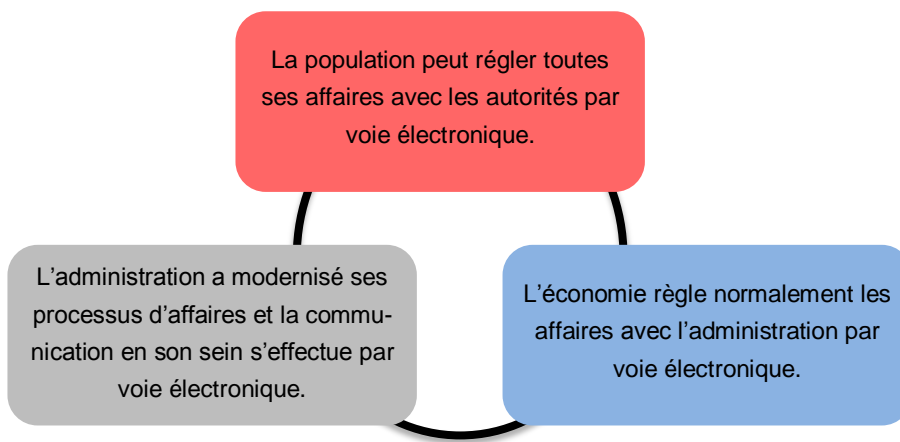 La population peut régler toutes
ses affaires avec les autorités par
voie électronique.
L’administration a modernisé ses
processus d’affaires et la commu-
nication en son sein s’effectue par
voie électronique.
L’économie règle normalement les
affaires avec l’administration par
voie électronique.